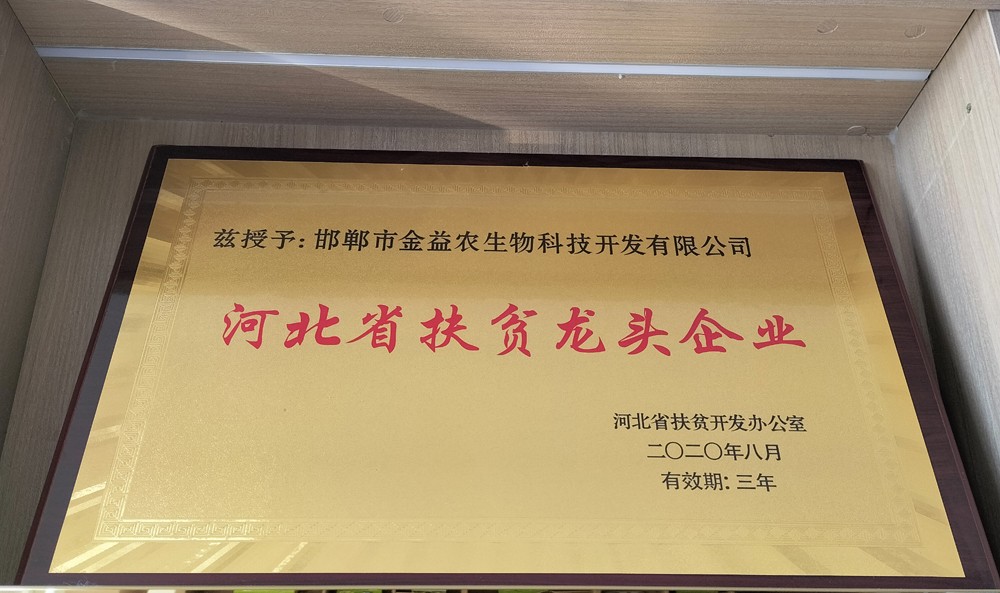 兹授予：邯郸市金益农生物科技开发有限公司
河北省扶贫龙头企业
河北省扶贫开发办公室
二〇二〇年八月
有效期：三年